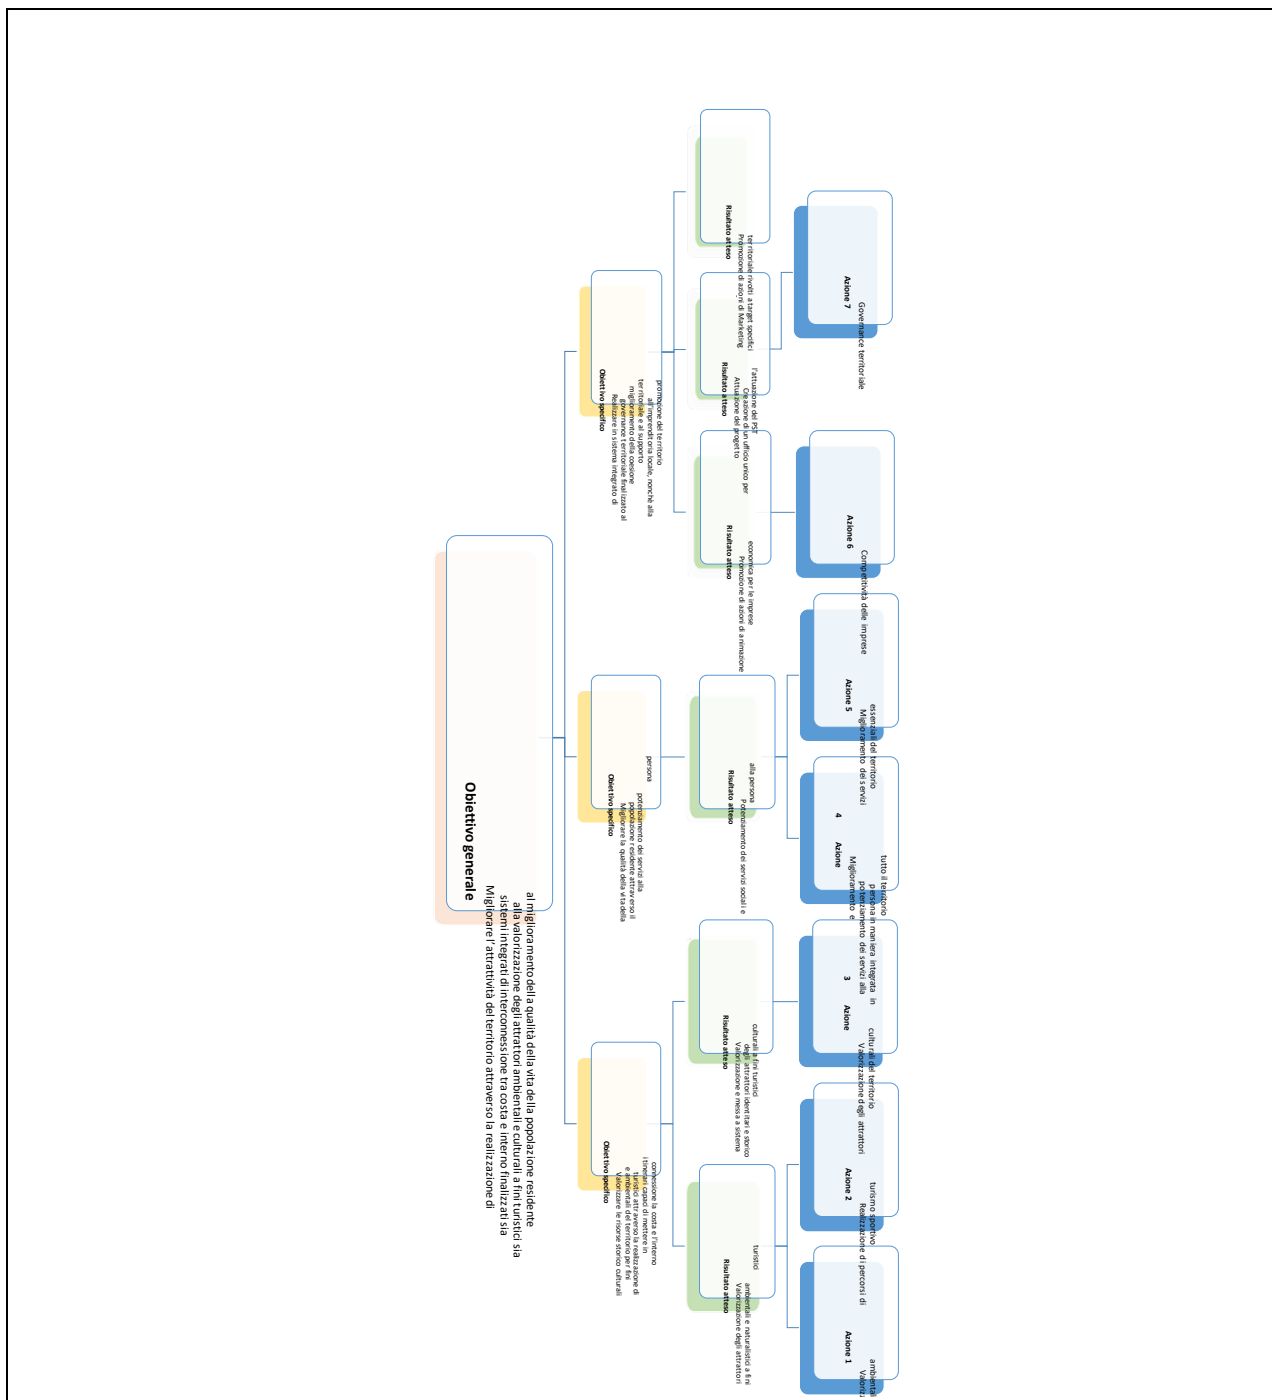 Obiettivo generale
Migliorare l'attrattività del territorio attraverso la realizzazione di
sistemi integrati di interconnessione tra costa e interno finalizzati sia
alla valorizzazione degli attrattori ambientali e culturali a fini turistici sia
al miglioramento della qualità della vita della popolazione residente
Obiettivo specifico
Realizzare in sistema integrato di
governance territoriale finalizzato al
miglioramento della coesione
territoriale e al supporto
all'imprenditoria locale, nonchè alla
promozione del territorio
Risultato atteso
Promozione di azioni di Marketing
territoriale rivolti a target specifici
Risultato atteso
Attuazione del progetto
Creazione di un ufficio unico per
l'attuazione del PST
Azione 7
Governance territoriale
Risultato atteso
Promozione di azioni di animazione
economica per le imprese
Azione 6
Competitività delle imprese
Obiettivo specifico
Migliorare la qualità della vita della
popolazione residente attraverso il
potenziamento dei servizi alla
persona
Risultato atteso
Potenziamento dei servizi sociali e
alla persona
Azione 5
Miglioramento dei servizi
essenziali del territorio
Azione
4
Miglioramento e
potenziamento dei servizi alla
persona in maniera integrata in
tutto il territorio
Obiettivo specifico
Valorizzare le risorse storico culturali
e ambientali del territorio per fini
turistici attraverso la realizzazione di
itinerari capaci di mettere in
connessione la costa e l'interno
Risultato atteso
Valorizzazione e messa a sistema
degli attrattori identitari e storico
culturali a fini turistici
Azione
3
Valorizzazione degli attrattori
culturali del territorio
Risultato atteso
Valorizzazione degli attrattori
ambientali e naturalistici a fini
turistici
Azione 2
Realizzazione di percorsi di
turismo sportivo
Azione 1
Valoriz
ambientali